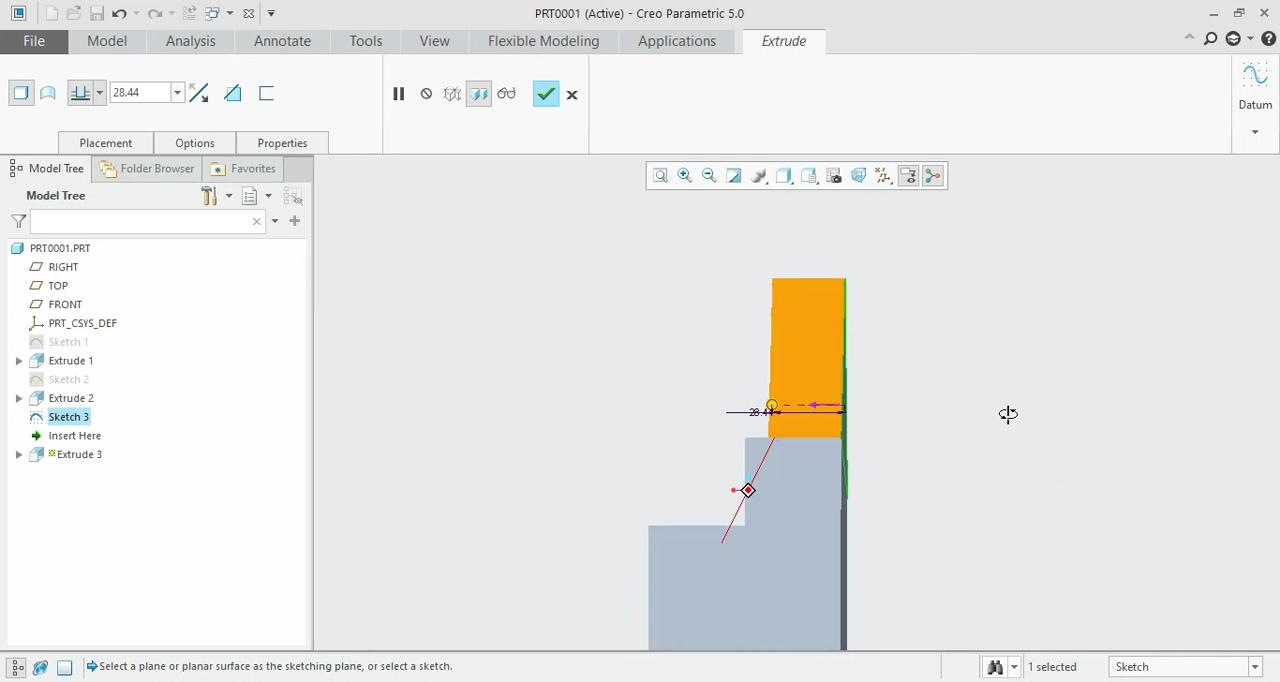 PRT0001 (Active) - Creo Parametric 5.0
File Model Analysis Annotate Tools View Flexible Modeling Applications Extrude
28.44
Datum
Placement Options Properties
Model Tree Folder Browser Favorites
Model Tree
PRT0001.PRT
RIGHT
TOP
FRONT
PRT_CSYS_DEF
Sketch 1
Extrude 1
Sketch 2
Extrude 2
Sketch 3
Insert Here
Extrude 3
28.44
Select a plane or planar surface as the sketching plane, or select a sketch.
1 selected
Sketch